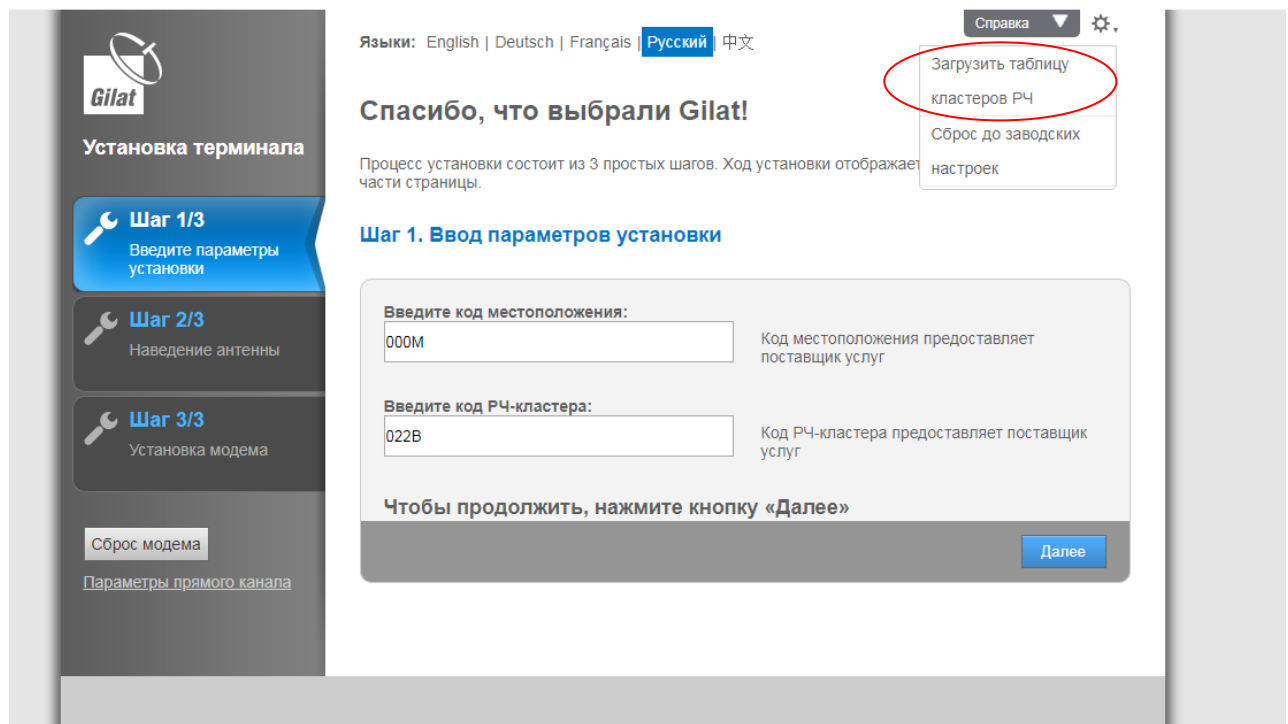 Gilat
Установка терминала
Шаг 1/3
Введите параметры
установки
Шаг 2/3
Наведение антенны
Шаг 3/3
Установка модема
Сброс модема
Параметры прямого канала
Языки: English | Deutsch | Français | Русский | 中文
Справка
Загрузить таблицу
кластеров РЧ
Сброс до заводских
настроек
Спасибо, что выбрали Gilat!
Процесс установки состоит из 3 простых шагов. Ход установки отображает
части страницы.
Шаг 1. Ввод параметров установки
Введите код местоположения:
000M
Код местоположения предоставляет
поставщик услуг
Введите код РЧ-кластера:
022B
Код РЧ-кластера предоставляет поставщик
услуг
Чтобы продолжить, нажмите кнопку «Далее»
Далее